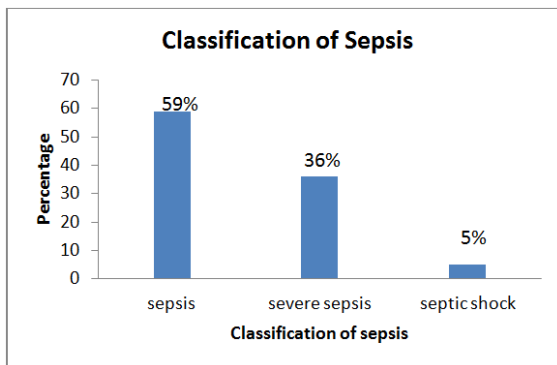 Classification of Sepsis
Percentage
70
60
50
40
30
20
10
0
59%
36%
5%
sepsis severe sepsis septic shock
Classification of sepsis